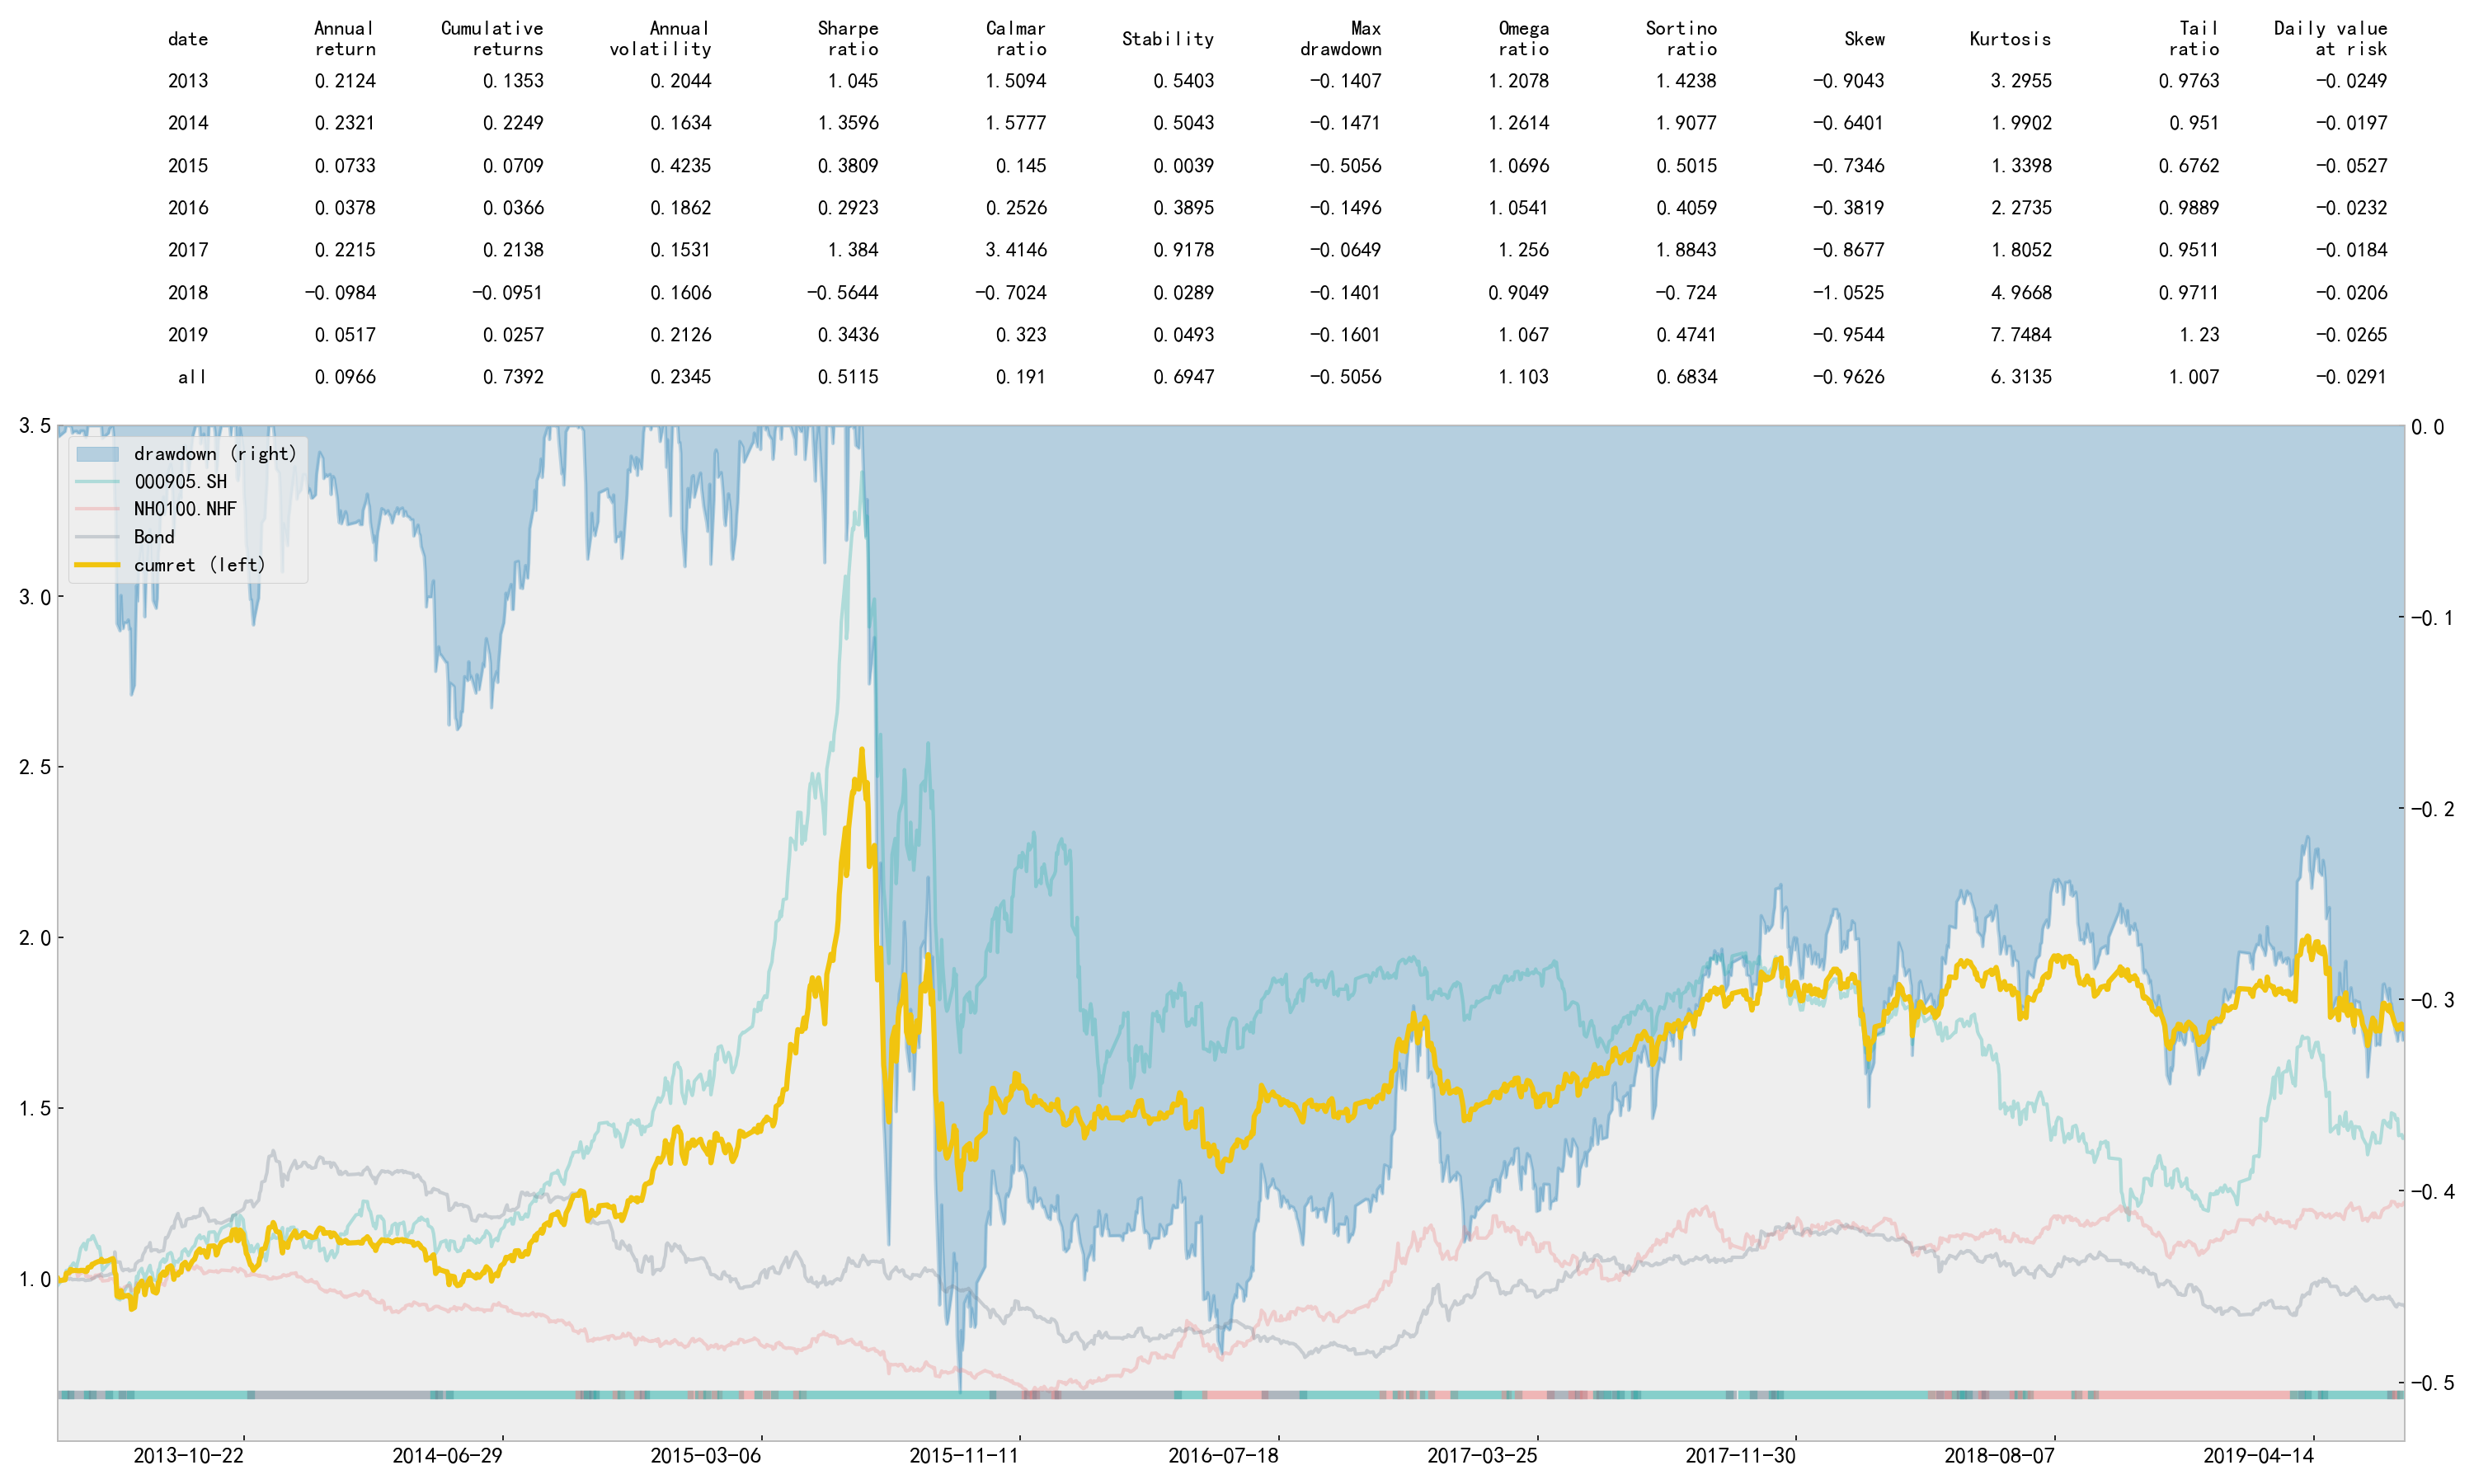 date Annual return Cumulative returns Annual volatility Sharpe ratio Calmar ratio Stability Max drawdown Omega ratio Sortino ratio Skew Kurtosis Tail ratio Daily value at risk
2013 0.2124 0.1353 0.2044 1.045 1.5094 0.5403 −0.1407 1.2078 1.4238 −0.9043 3.2955 0.9763 −0.0249
2014 0.2321 0.2249 0.1634 1.3596 1.5777 0.5043 −0.1471 1.2614 1.9077 −0.6401 1.9902 0.951 −0.0197
2015 0.0733 0.0709 0.4235 0.3809 0.145 0.0039 −0.5056 1.0696 0.5015 −0.7346 1.3398 0.6762 −0.0527
2016 0.0378 0.0366 0.1862 0.2923 0.2526 0.3895 −0.1496 1.0541 0.4059 −0.3819 2.2735 0.9889 −0.0232
2017 0.2215 0.2138 0.1531 1.384 3.4146 0.9178 −0.0649 1.256 1.8843 −0.8677 1.8052 0.9511 −0.0184
2018 −0.0984 −0.0951 0.1606 −0.5644 −0.7024 0.0289 −0.1401 0.9049 −0.724 −1.0525 4.9668 0.9711 −0.0206
2019 0.0517 0.0257 0.2126 0.3436 0.323 0.0493 −0.1601 1.067 0.4741 −0.9544 7.7484 1.23 −0.0265
all 0.0966 0.7392 0.2345 0.5115 0.191 0.6947 −0.5056 1.103 0.6834 −0.9626 6.3135 1.007 −0.0291
3.5
3.0
2.5
2.0
1.5
1.0
drawdown (right)
000905.SH
NH0100.NHF
Bond
cumret (left)
0.0
−0.1
−0.2
−0.3
−0.4
−0.5
2013-10-22 2014-06-29 2015-03-06 2015-11-11 2016-07-18 2017-03-25 2017-11-30 2018-08-07 2019-04-14